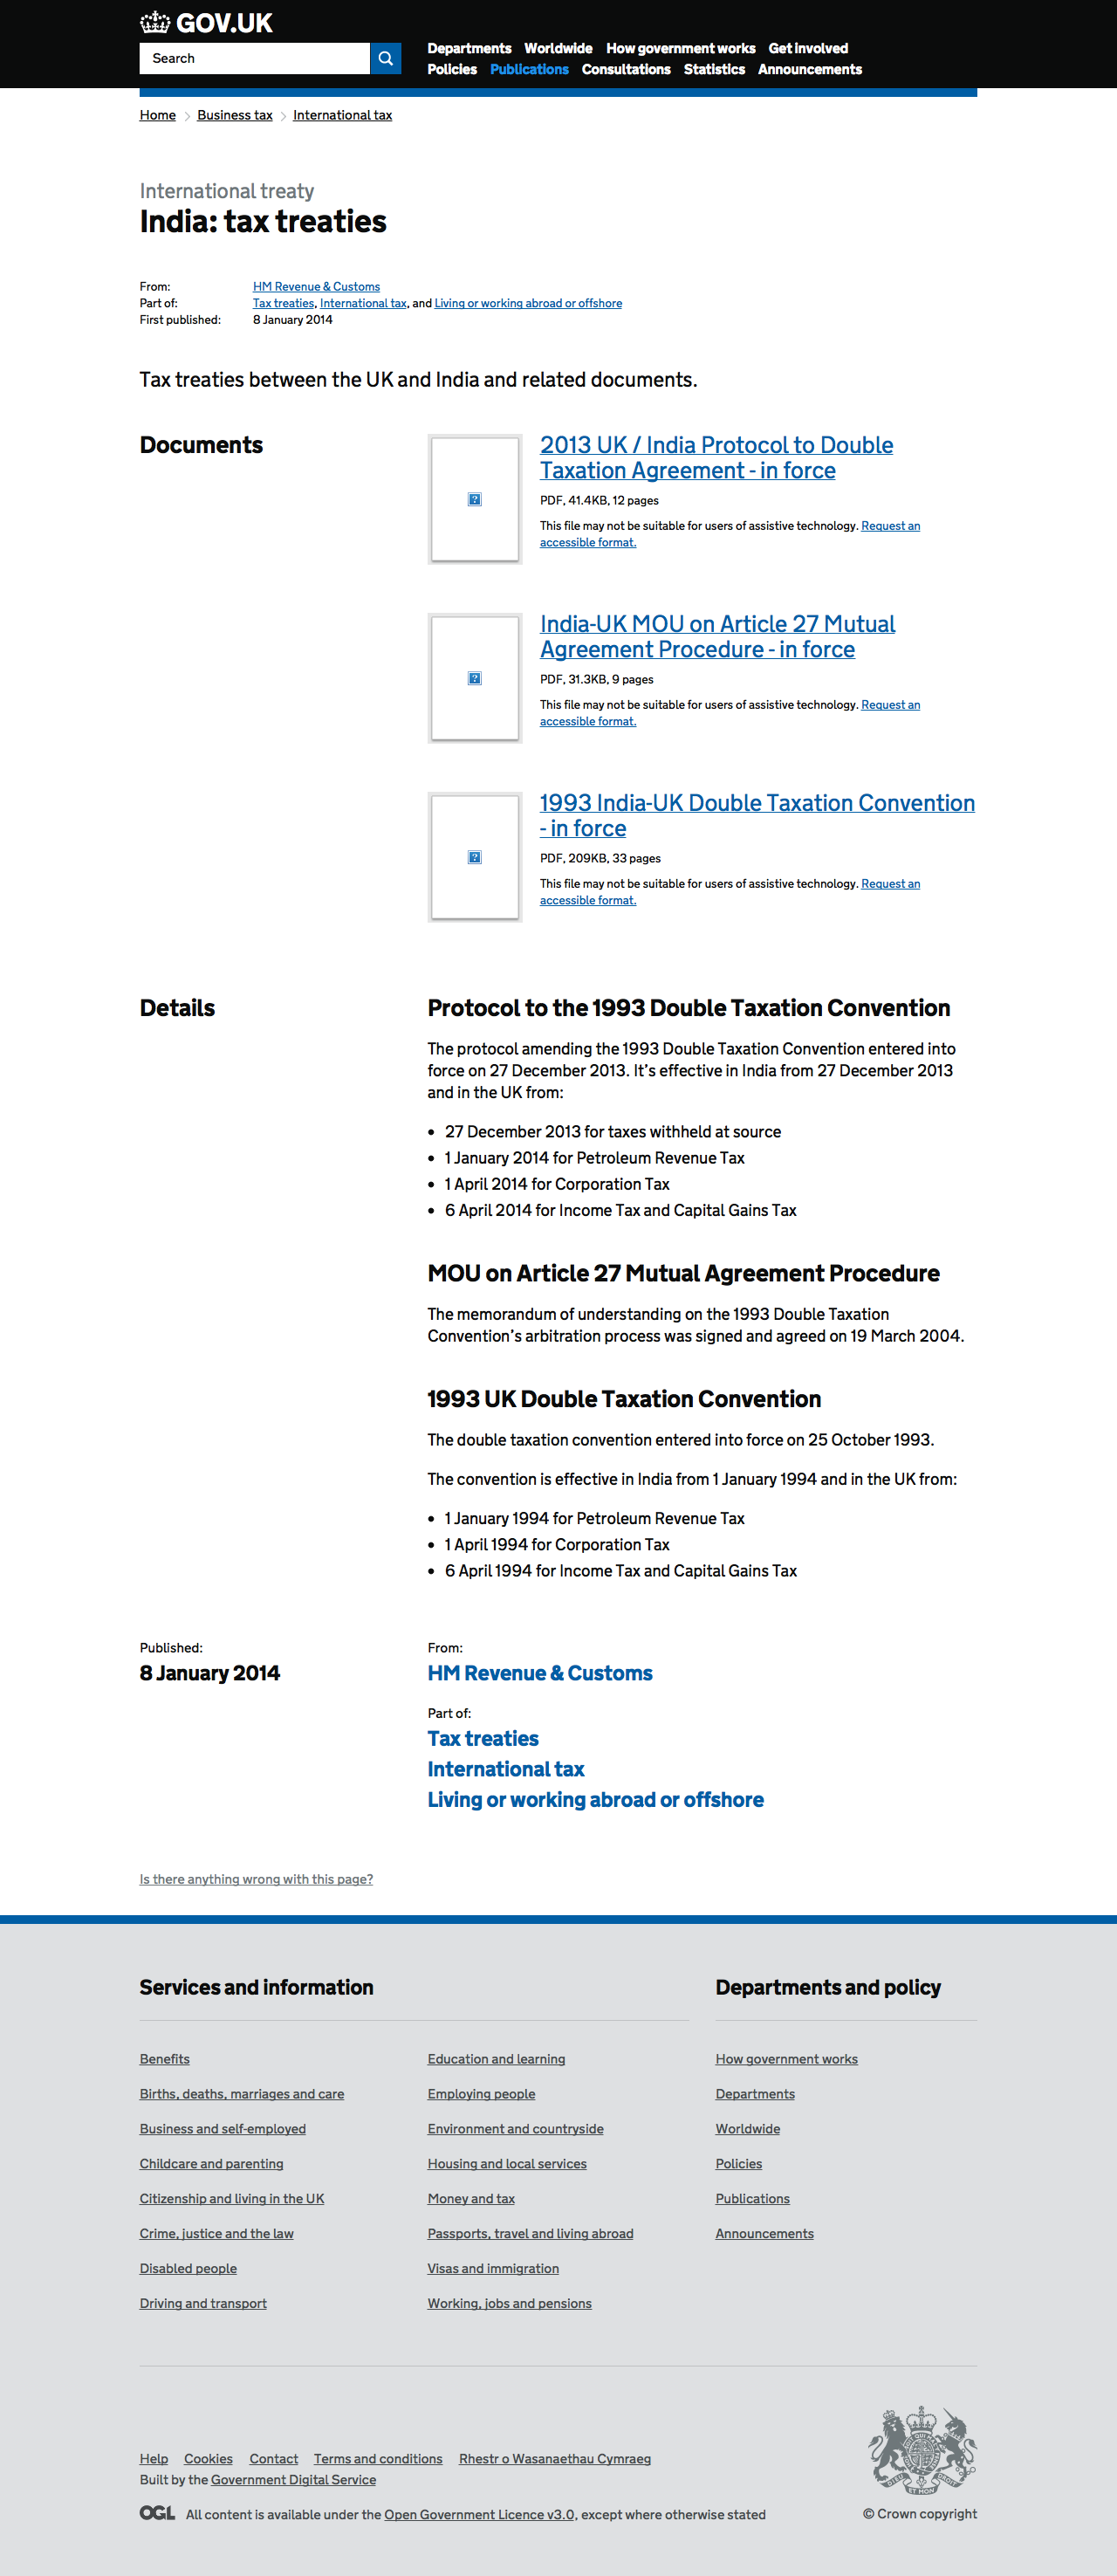 GOV.UK
Search
Departments Worldwide How government works Get involved
Policies Publications Consultations Statistics Announcements
Home Business tax International tax
International treaty
India: tax treaties
From: HM Revenue & Customs
Part of: Tax treaties, International tax, and Living or working abroad or offshore
First published: 8 January 2014
Tax treaties between the UK and India and related documents.
Documents
2013 UK / India Protocol to Double
Taxation Agreement - in force
PDF, 41.4KB, 12 pages
This file may not be suitable for users of assistive technology. Request an
accessible format.
India-UK MOU on Article 27 Mutual
Agreement Procedure - in force
PDF, 31.3KB, 9 pages
This file may not be suitable for users of assistive technology. Request an
accessible format.
1993 India-UK Double Taxation Convention
- in force
PDF, 209KB, 33 pages
This file may not be suitable for users of assistive technology. Request an
accessible format.
Details
Protocol to the 1993 Double Taxation Convention
The protocol amending the 1993 Double Taxation Convention entered into
force on 27 December 2013. It’s effective in India from 27 December 2013
and in the UK from:
• 27 December 2013 for taxes withheld at source
• 1 January 2014 for Petroleum Revenue Tax
• 1 April 2014 for Corporation Tax
• 6 April 2014 for Income Tax and Capital Gains Tax
MOU on Article 27 Mutual Agreement Procedure
The memorandum of understanding on the 1993 Double Taxation
Convention’s arbitration process was signed and agreed on 19 March 2004.
1993 UK Double Taxation Convention
The double taxation convention entered into force on 25 October 1993.
The convention is effective in India from 1 January 1994 and in the UK from:
• 1 January 1994 for Petroleum Revenue Tax
• 1 April 1994 for Corporation Tax
• 6 April 1994 for Income Tax and Capital Gains Tax
Published:
8 January 2014
From:
HM Revenue & Customs
Part of:
Tax treaties
International tax
Living or working abroad or offshore
Is there anything wrong with this page?
Services and information
Benefits
Births, deaths, marriages and care
Business and self-employed
Childcare and parenting
Citizenship and living in the UK
Crime, justice and the law
Disabled people
Driving and transport
Education and learning
Employing people
Environment and countryside
Housing and local services
Money and tax
Passports, travel and living abroad
Visas and immigration
Working, jobs and pensions
Departments and policy
How government works
Departments
Worldwide
Policies
Publications
Announcements
Help Cookies Contact Terms and conditions Rhestr o Wasanaethau Cymraeg
Built by the Government Digital Service
OGL All content is available under the Open Government Licence v3.0, except where otherwise stated
DIEU ET MON DROIT
© Crown copyright